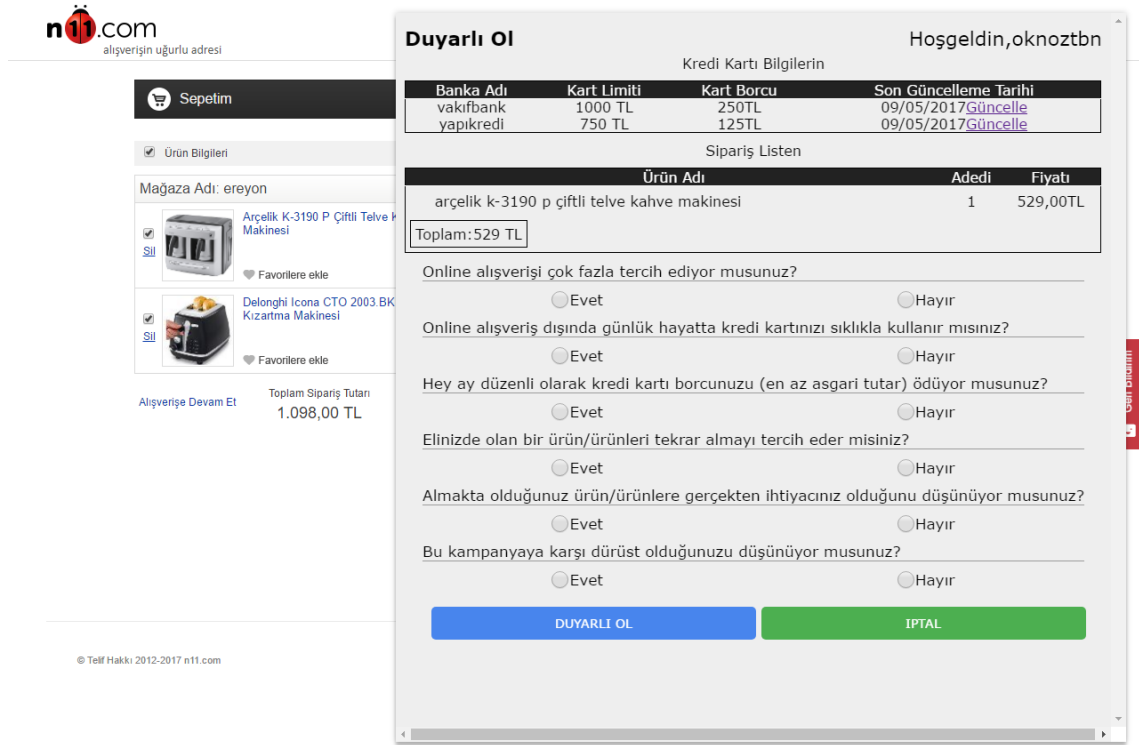 n11.com
alışverişin uğurlu adresi
Sepetim
Ürün Bilgileri
Mağaza Adı: ereyon
Arçelik K-3190 P Çiftli Telve
Makinesi
Sil
Favorilere ekle
Delonghi Icona CTO 2003.BK
Kızartma Makinesi
Sil
Favorilere ekle
Alışverişe Devam Et
Toplam Sipariş Tutarı
1.098,00 TL
© Telif Hakkı 2012-2017 n11.com
Duyarlı Ol
Hoşgeldin,oknoztbn
Kredi Kartı Bilgilerin
Banka Adı Kart Limiti Kart Borcu Son Güncelleme Tarihi
vakıfbank 1000 TL 250TL 09/05/2017Güncelle
yapıkredi 750 TL 125TL 09/05/2017Güncelle
Sipariş Listen
Ürün Adı Adedi Fiyatı
arçelik k-3190 p çiftli telve kahve makinesi 1 529,00TL
Toplam:529 TL
Online alışverişi çok fazla tercih ediyor musunuz?
Evet Hayır
Online alışveriş dışında günlük hayatta kredi kartınızı sıklıkla kullanır mısınız?
Evet Hayır
Hey ay düzenli olarak kredi kartı borcunuzu (en az asgari tutar) ödüyor musunuz?
Evet Hayır
Elinizde olan bir ürün/ürünleri tekrar almayı tercih eder misiniz?
Evet Hayır
Almakta olduğunuz ürün/ürünlere gerçekten ihtiyacınız olduğunu düşünüyor musunuz?
Evet Hayır
Bu kampanyaya karşı dürüst olduğunuzu düşünüyor musunuz?
Evet Hayır
DUYARLI OL IPTAL